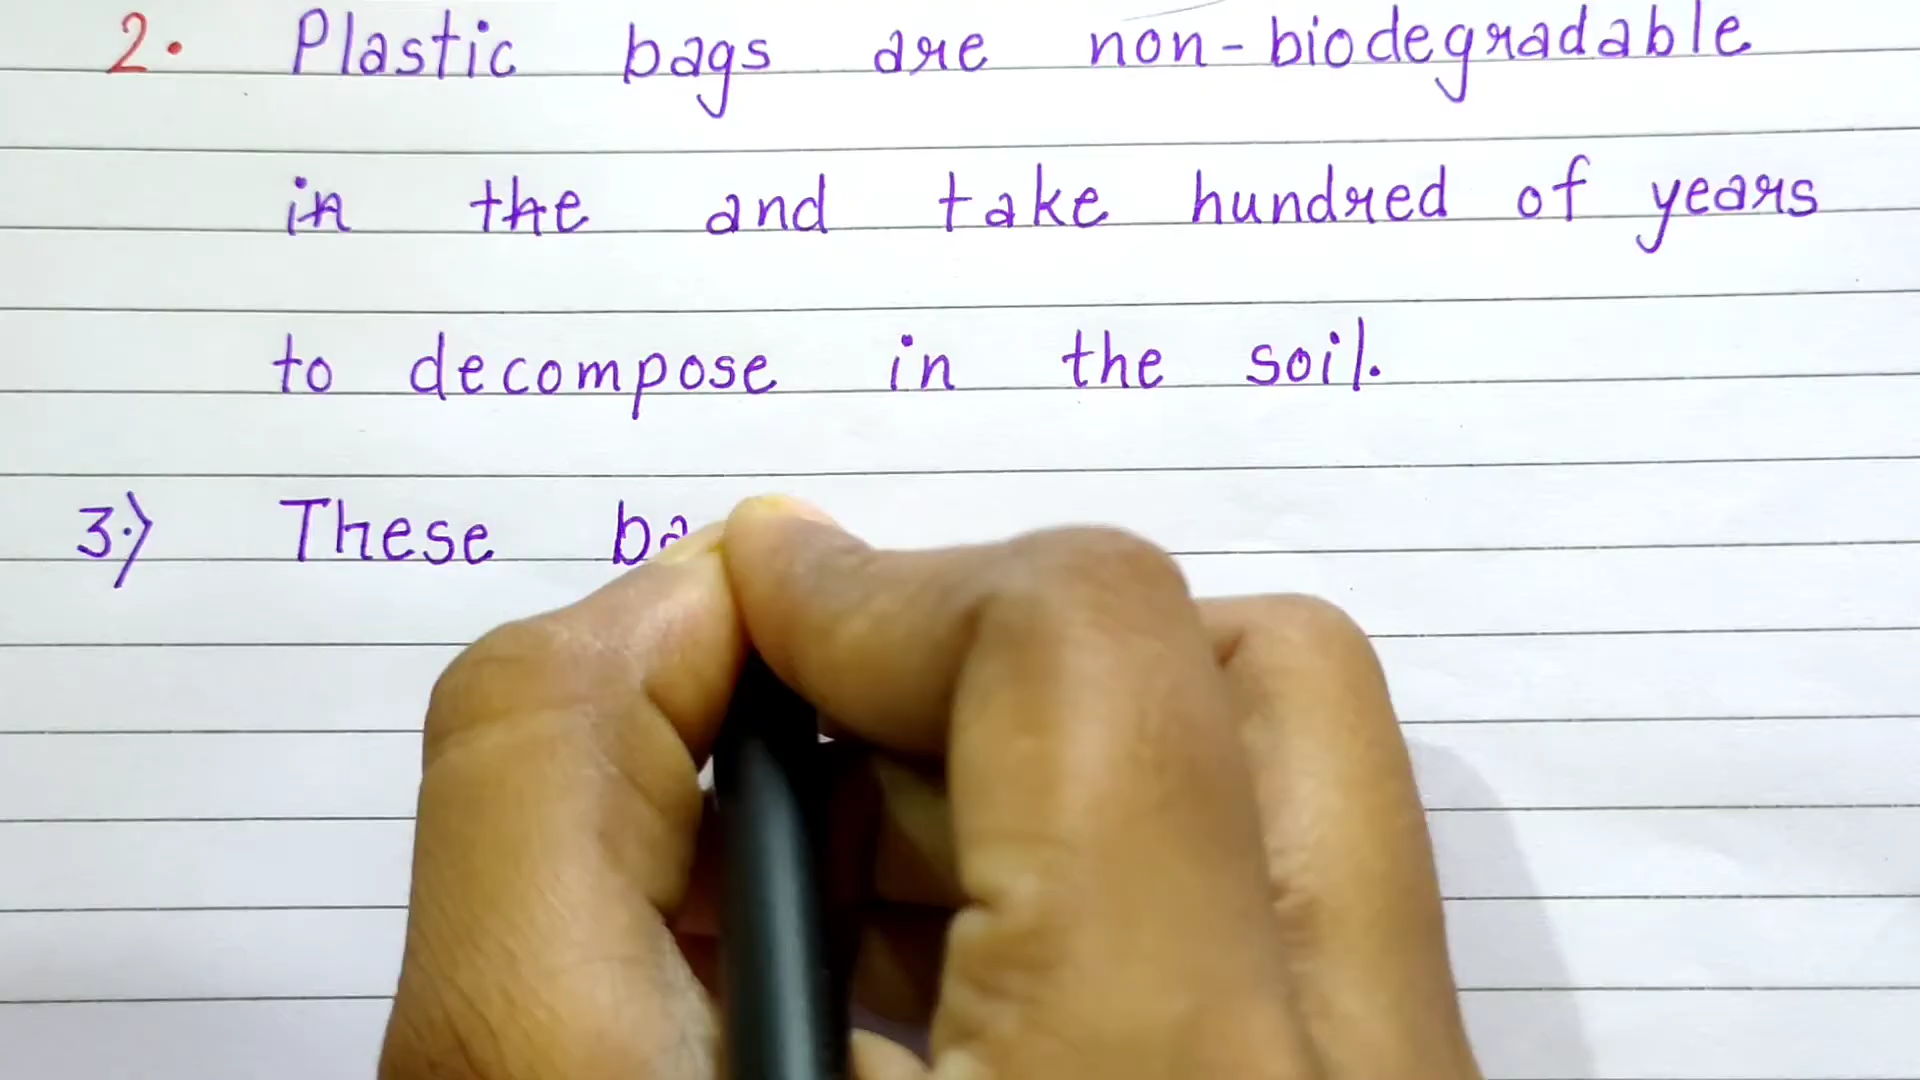 2. Plastic bags are non-biodegradable
in the and take hundred of years
to decompose in the soil.
3.) These ba